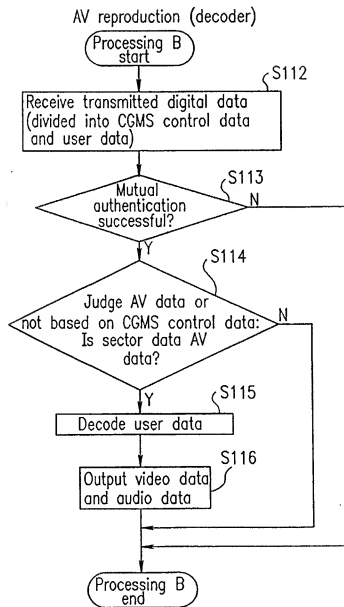 AV reproduction (decoder)
Processing B
start
S112
Receive transmitted digital data
(divided into CGMS control data
and user data)
S113
Mutual
authentication
successful?
N
Y
S114
Judge AV data or
not based on CGMS control data:
Is sector data AV
data?
N
Y
S115
Decode user data
S116
Output video data
and audio data
Processing B
end